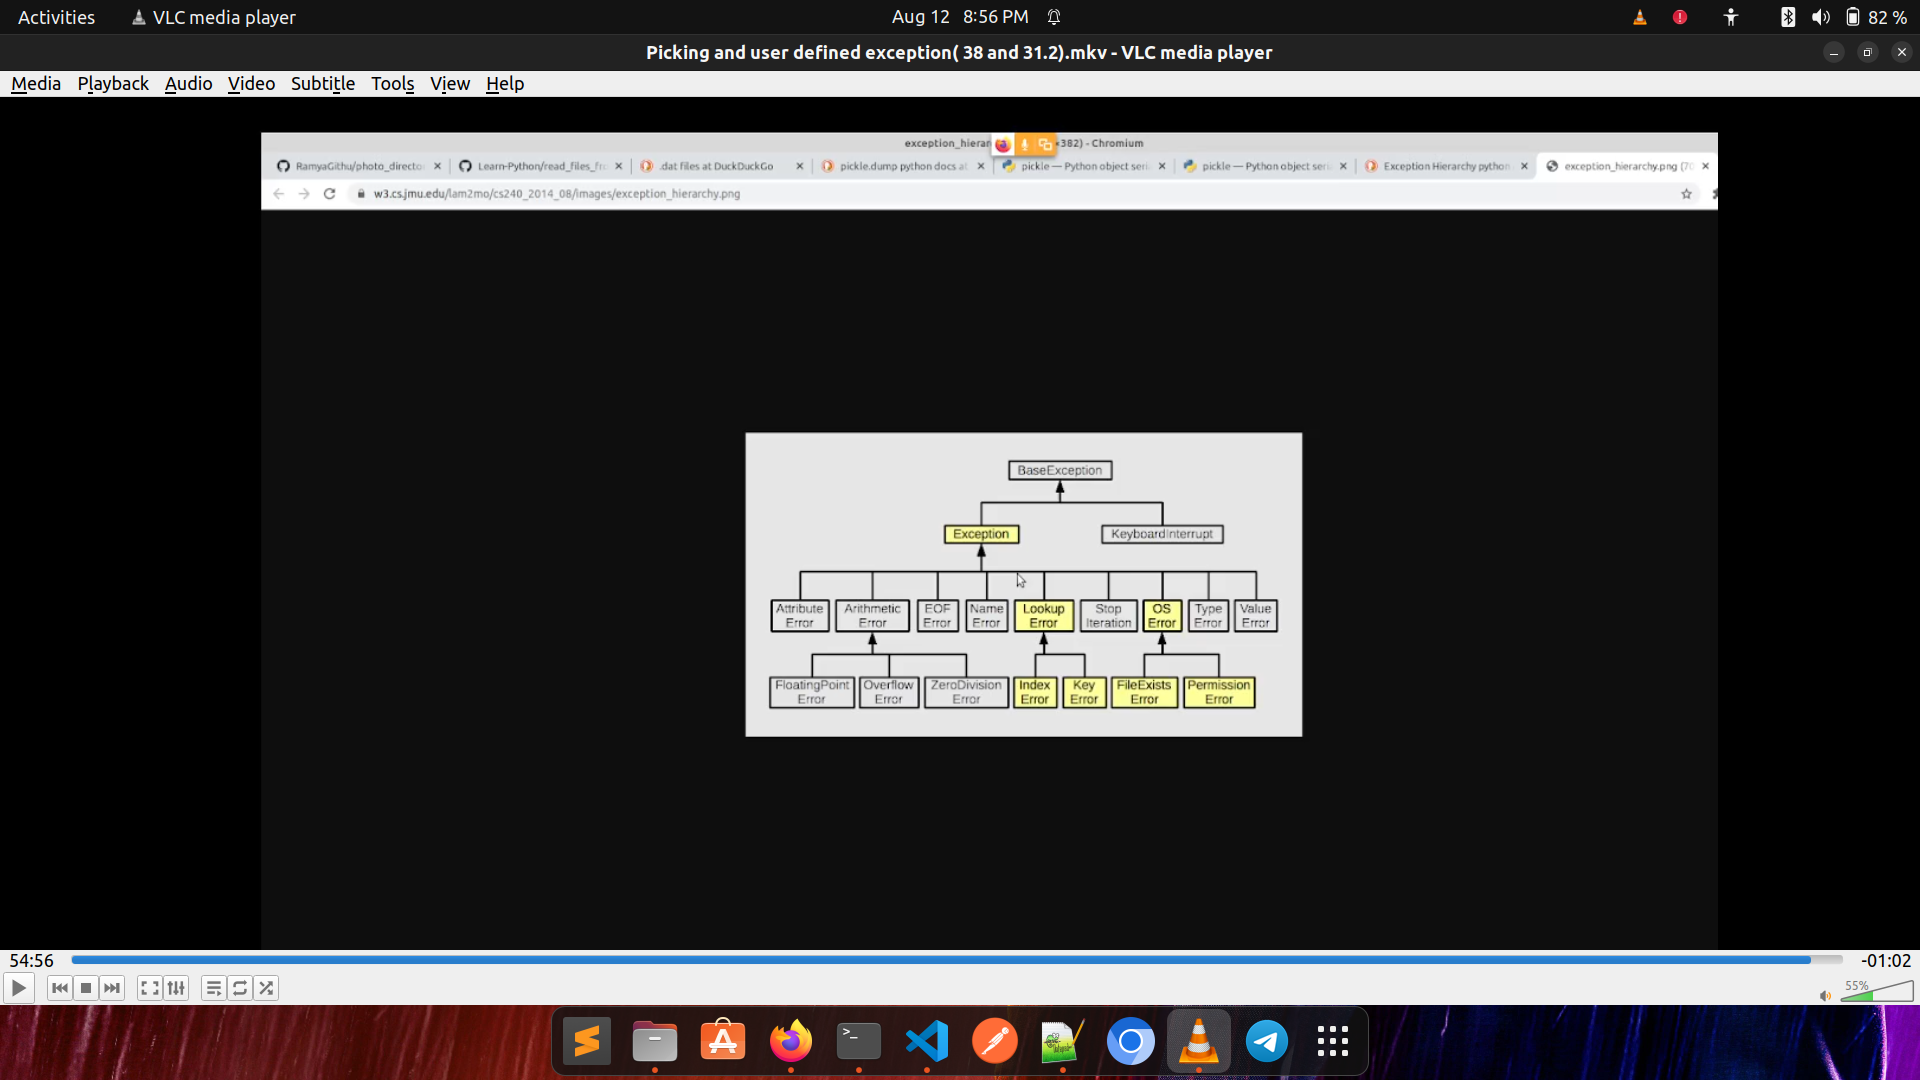 Activities VLC media player Aug 12 8:56 PM 82 %
Picking and user defined exception( 38 and 31.2).mkv - VLC media player
Media Playback Audio Video Subtitle Tools View Help
exception_hierar ×382) - Chromium
RamyaGithu/photo_directo Learn-Python/read_files_fro .dat files at DuckDuckGo pickle.dump python docs at pickle — Python object seri pickle — Python object seri Exception Hierarchy python exception_hierarchy.png (70
w3.cs.jmu.edu/lam2mo/cs240_2014_08/images/exception_hierarchy.png
BaseException
Exception KeyboardInterrupt
Attribute Arithmetic EOF Name Lookup Stop OS Type Value
Error Error Error Error Error Iteration Error Error Error
FloatingPoint Overflow ZeroDivision Index Key FileExists Permission
Error Error Error Error Error Error Error
54:56 -01:02
55%